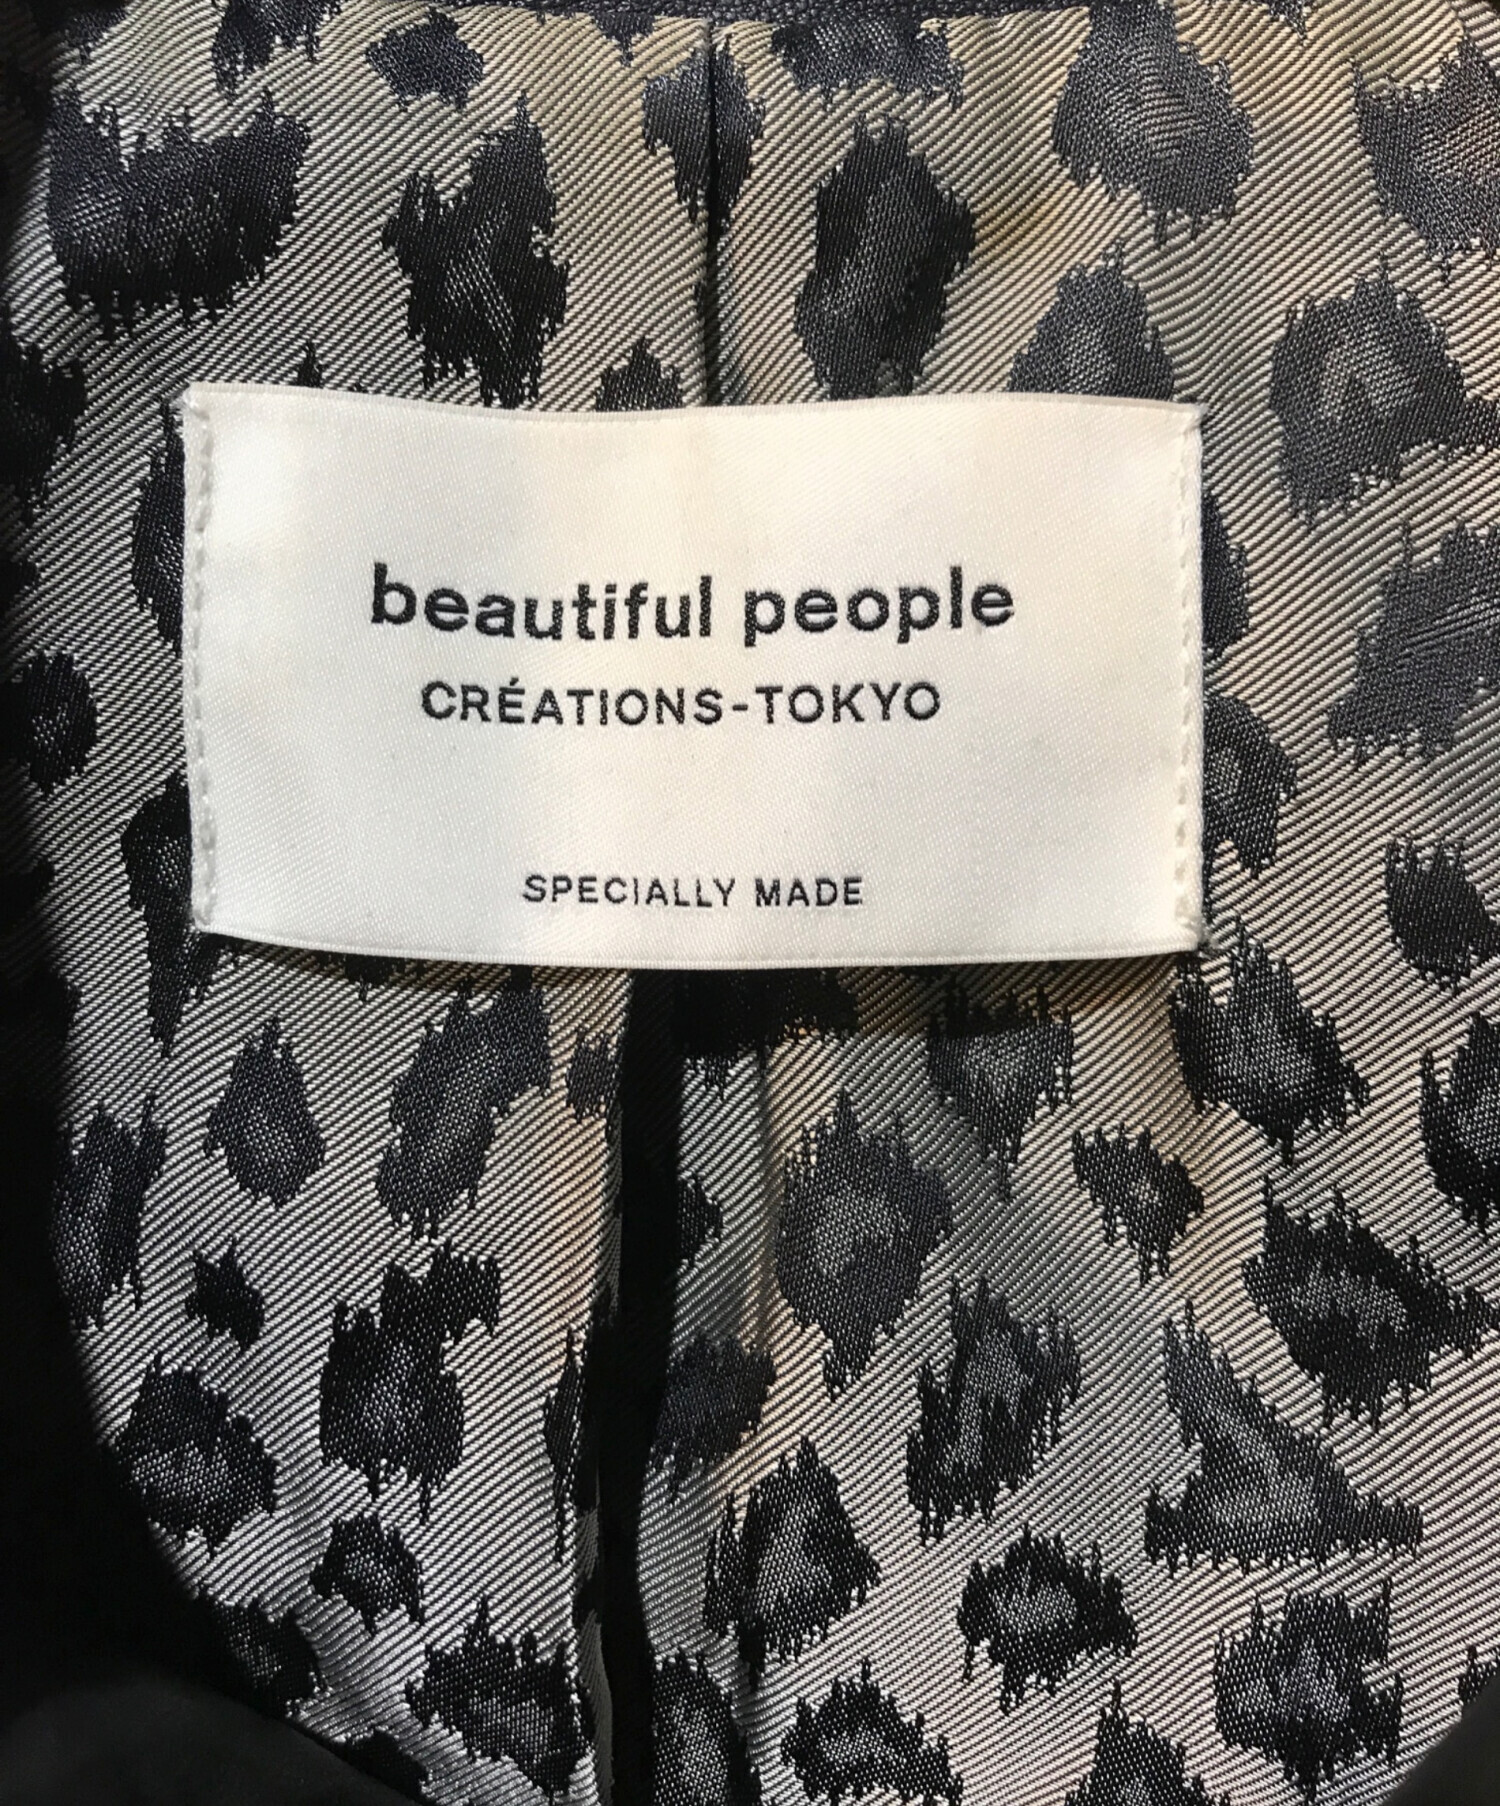 beautiful people
CRÉATIONS-TOKYO
SPECIALLY MADE